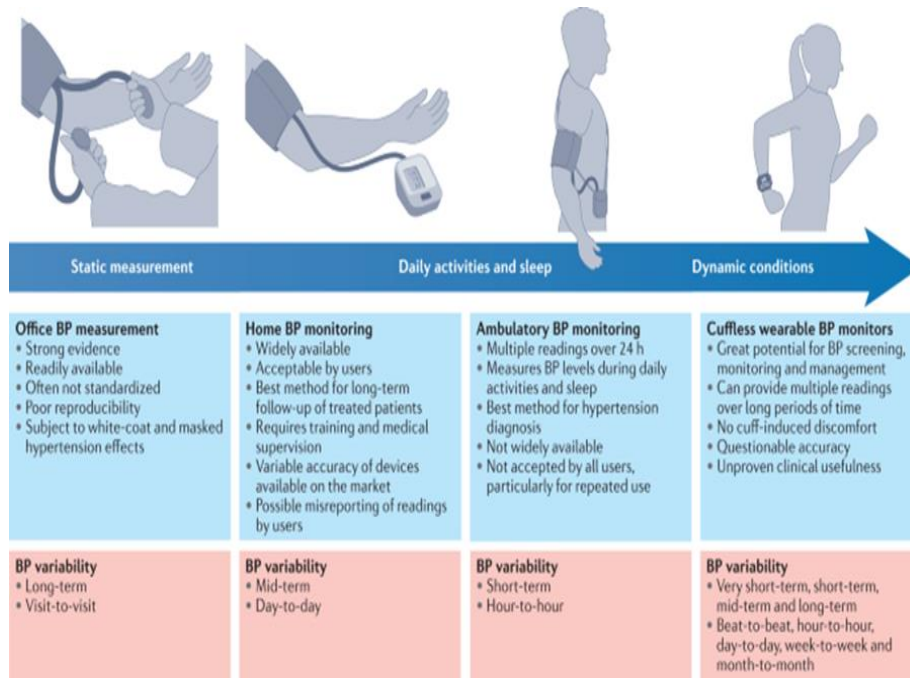 Static measurement
Daily activities and sleep
Dynamic conditions
Office BP measurement
• Strong evidence
• Readily available
• Often not standardized
• Poor reproducibility
• Subject to white-coat and masked
hypertension effects
Home BP monitoring
• Widely available
• Acceptable by users
• Best method for long-term
follow-up of treated patients
• Requires training and medical
supervision
• Variable accuracy of devices
available on the market
• Possible misreporting of readings
by users
Ambulatory BP monitoring
• Multiple readings over 24 h
• Measures BP levels during daily
activities and sleep
• Best method for hypertension
diagnosis
• Not widely available
• Not accepted by all users,
particularly for repeated use
Cuffless wearable BP monitors
• Great potential for BP screening,
monitoring and management
• Can provide multiple readings
over long periods of time
• No cuff-induced discomfort
• Questionable accuracy
• Unproven clinical usefulness
BP variability
• Long-term
• Visit-to-visit
BP variability
• Mid-term
• Day-to-day
BP variability
• Short-term
• Hour-to-hour
BP variability
• Very short-term, short-term,
mid-term and long-term
• Beat-to-beat, hour-to-hour,
day-to-day, week-to-week and
month-to-month